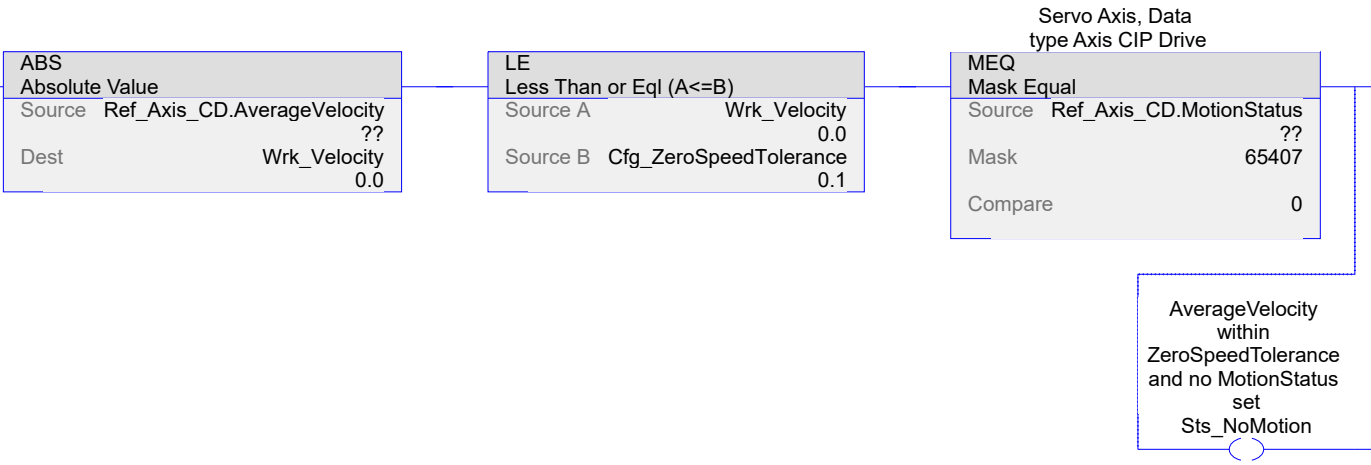 Servo Axis, Data
type Axis CIP Drive
ABS
Absolute Value
Source Ref_Axis_CD.AverageVelocity
??
Dest Wrk_Velocity
0.0
LE
Less Than or Eql (A<=B)
Source A Wrk_Velocity
0.0
Source B Cfg_ZeroSpeedTolerance
0.1
MEQ
Mask Equal
Source Ref_Axis_CD.MotionStatus
??
Mask 65407
Compare 0
AverageVelocity
within
ZeroSpeedTolerance
and no MotionStatus
set
Sts_NoMotion